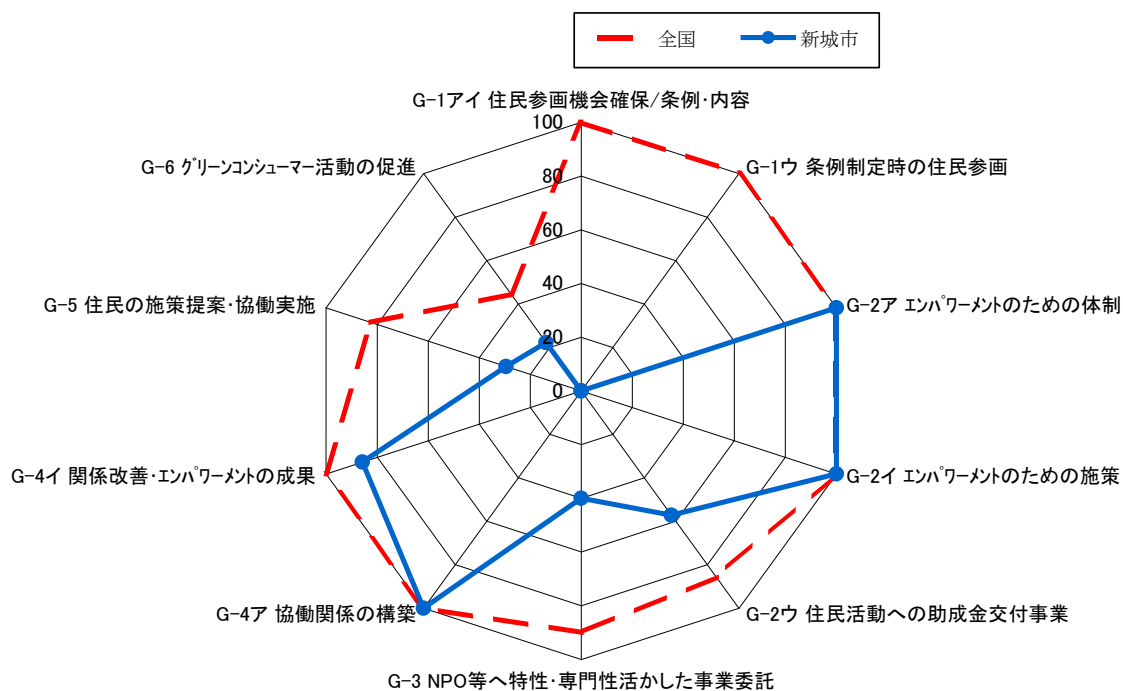 全国 新城市
G-1アイ 住民参画機会確保/条例･内容
100
G-6 ｸﾞﾘｰﾝｺﾝｼｭｰﾏｰ活動の促進
G-1ウ 条例制定時の住民参画
80
60
40
20
0
G-5 住民の施策提案･協働実施
G-2ア ｴﾝﾊﾟﾜｰﾒﾝﾄのための体制
G-4イ 関係改善･ｴﾝﾊﾟﾜｰﾒﾝﾄの成果
G-2イ ｴﾝﾊﾟﾜｰﾒﾝﾄのための施策
G-4ア 協働関係の構築
G-2ウ 住民活動への助成金交付事業
G-3 NPO等へ特性･専門性活かした事業委託